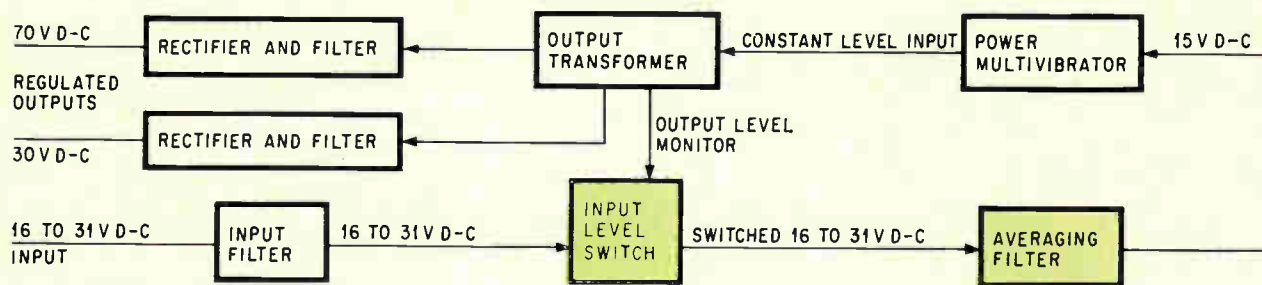 70 V D-C
RECTIFIER AND FILTER
OUTPUT
TRANSFORMER
CONSTANT LEVEL INPUT
POWER
MULTIVIBRATOR
15 V D-C
REGULATED
OUTPUTS
RECTIFIER AND FILTER
30 V D-C
OUTPUT LEVEL
MONITOR
16 TO 31 V D-C
INPUT
INPUT
FILTER
16 TO 31 V D-C
INPUT
LEVEL
SWITCH
SWITCHED 16 TO 31 V D-C
AVERAGING
FILTER